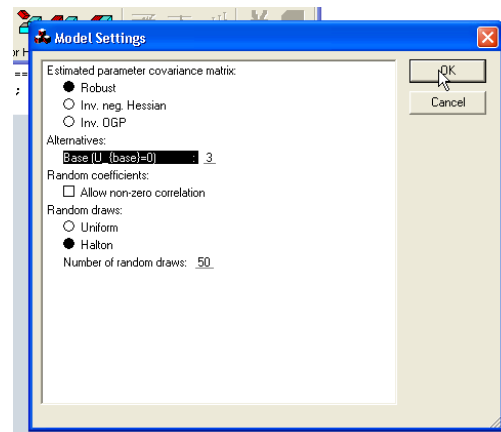 or H
Model Settings
==
;
Estimated parameter covariance matrix:
Robust
Inv. neg. Hessian
Inv. OGP
Alternatives:
Base (U_{base}=0) : 3
Random coefficients:
Allow non-zero correlation
Random draws:
Uniform
Halton
Number of random draws: 50
OK
Cancel